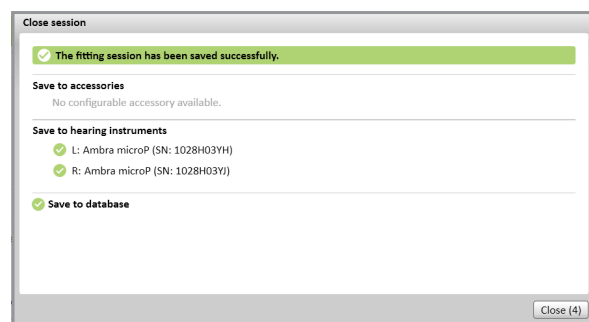 Close session
The fitting session has been saved successfully.
Save to accessories
No configurable accessory available.
Save to hearing instruments
L: Ambra microP (SN: 1028H03YH)
R: Ambra microP (SN: 1028H03YJ)
Save to database
Close (4)